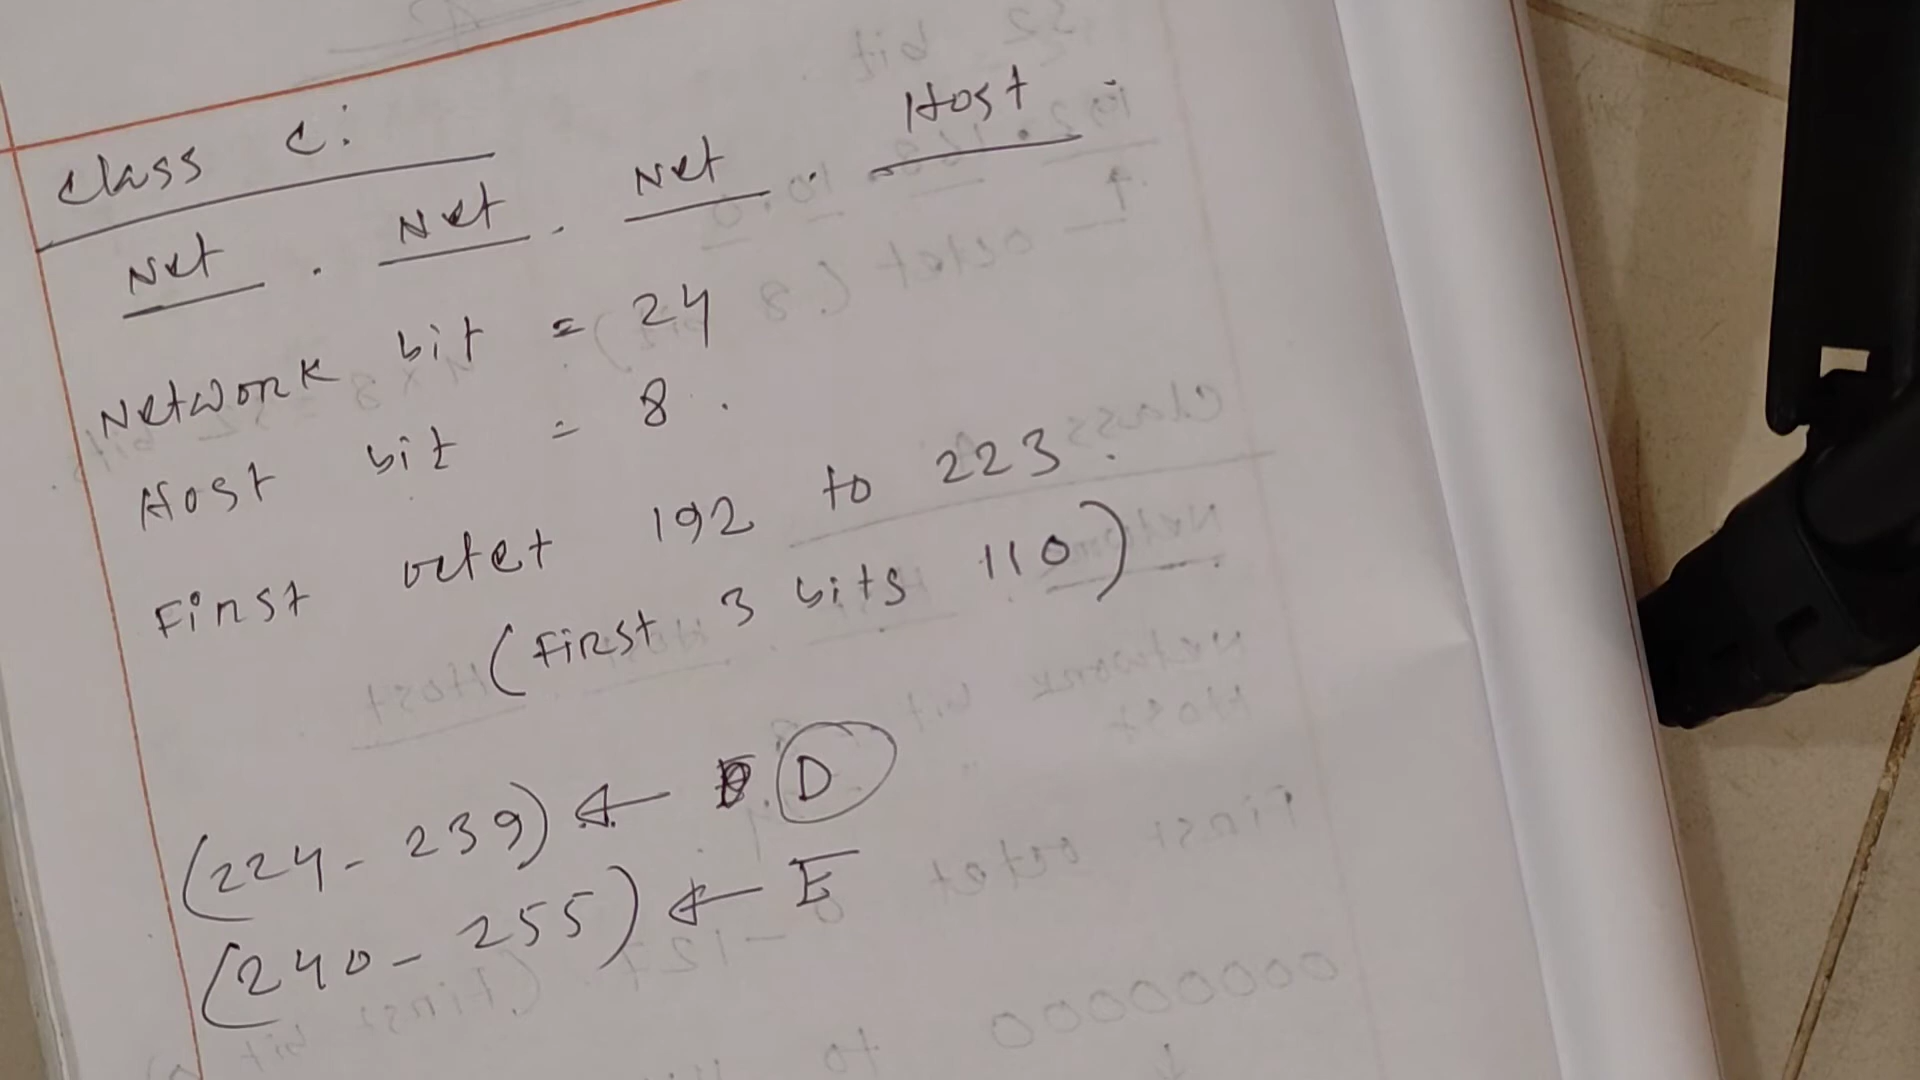 Class C:
Net . Net . Net . Host
Network bit = 24
Host bit = 8.
First octet 192 to 223.
(First 3 bits 110)
(224 - 239) ← D
(240 - 255) ← E